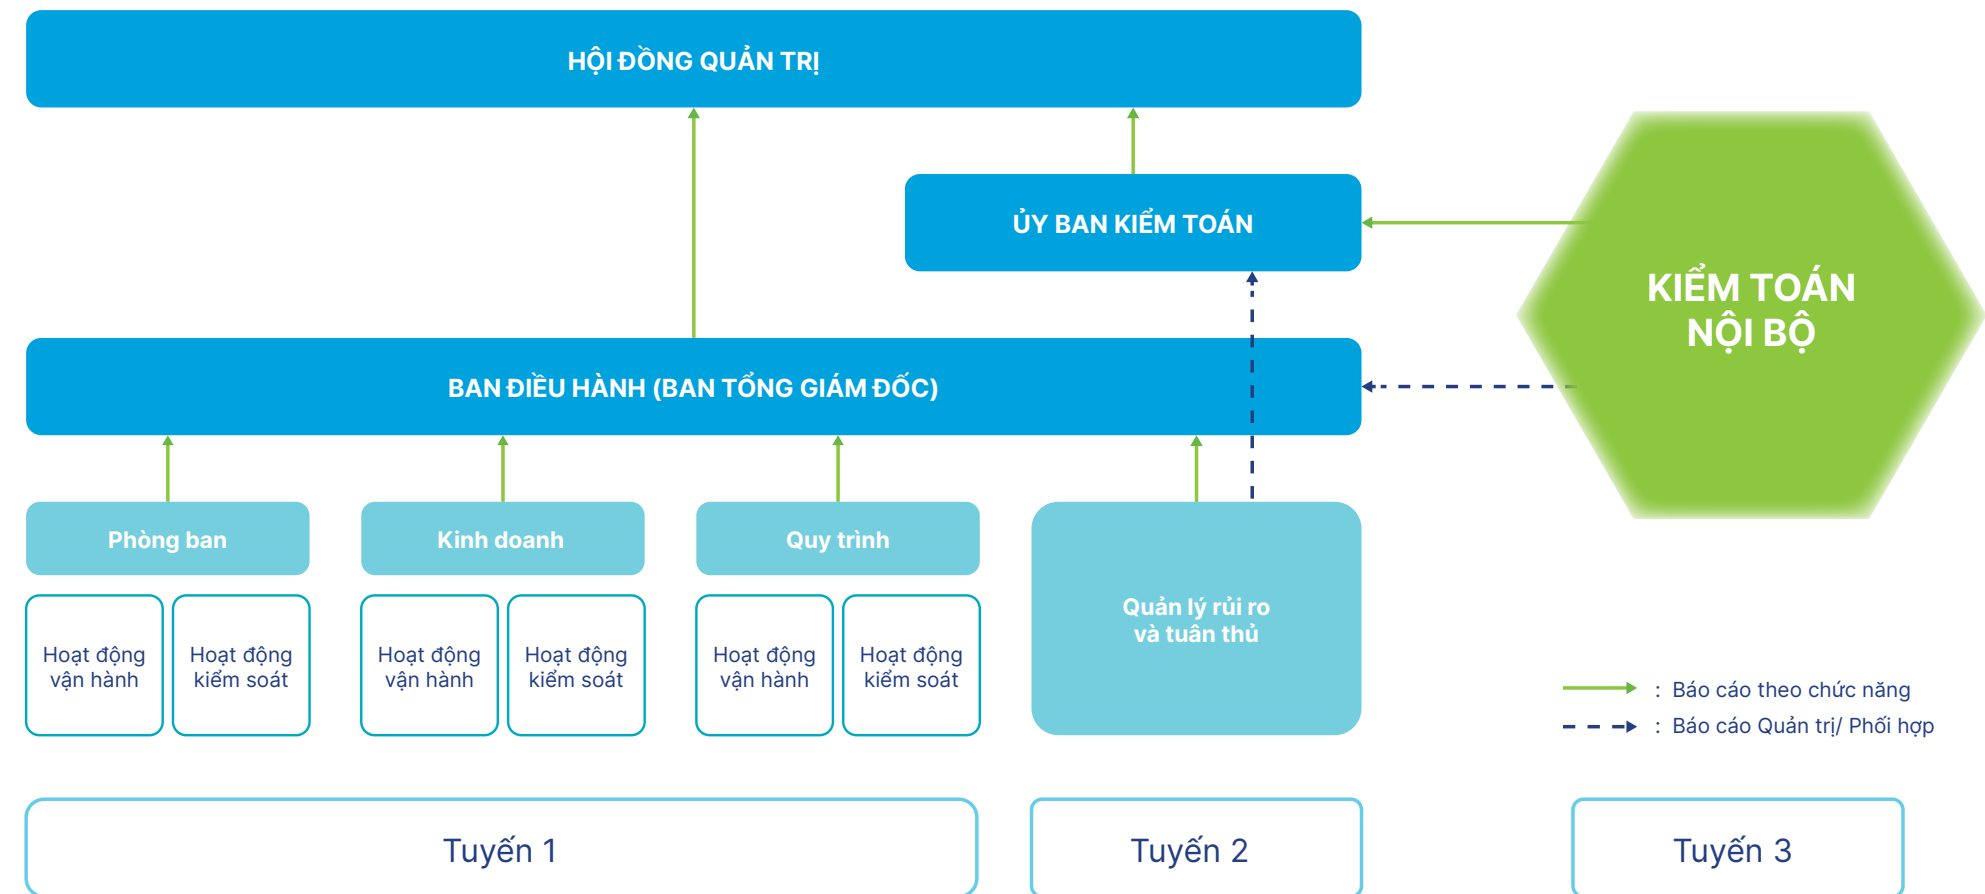 HỘI ĐỒNG QUẢN TRỊ
ỦY BAN KIỂM TOÁN
KIỂM TOÁN
NỘI BỘ
BAN ĐIỀU HÀNH (BAN TỔNG GIÁM ĐỐC)
Phòng ban
Kinh doanh
Quy trình
Quản lý rủi ro
và tuân thủ
Hoạt động
vận hành
Hoạt động
kiểm soát
Hoạt động
vận hành
Hoạt động
kiểm soát
Hoạt động
vận hành
Hoạt động
kiểm soát
: Báo cáo theo chức năng
: Báo cáo Quản trị/ Phối hợp
Tuyến 1
Tuyến 2
Tuyến 3